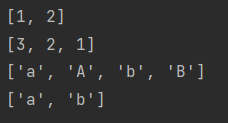 [1, 2]
[3, 2, 1]
['a', 'A', 'b', 'B']
['a', 'b']